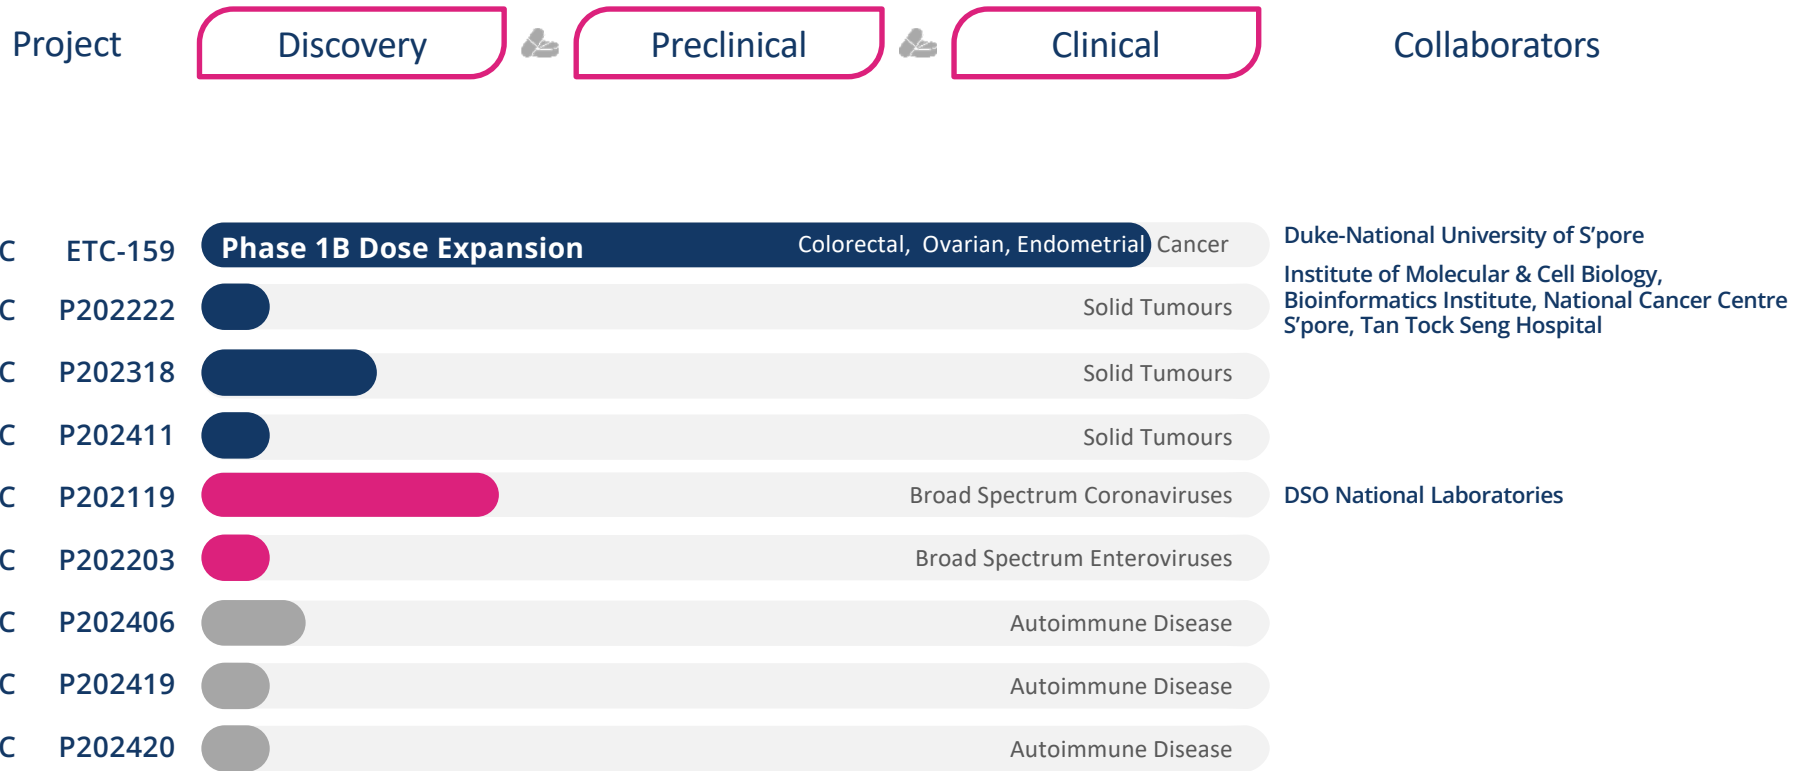 Project Discovery Preclinical Clinical Collaborators
C ETC-159 Phase 1B Dose Expansion Colorectal, Ovarian, Endometrial Cancer Duke-National University of S'pore
C P202222 Solid Tumours Institute of Molecular & Cell Biology,
Bioinformatics Institute, National Cancer Centre
S'pore, Tan Tock Seng Hospital
C P202318 Solid Tumours
C P202411 Solid Tumours
C P202119 Broad Spectrum Coronaviruses DSO National Laboratories
C P202203 Broad Spectrum Enteroviruses
C P202406 Autoimmune Disease
C P202419 Autoimmune Disease
C P202420 Autoimmune Disease